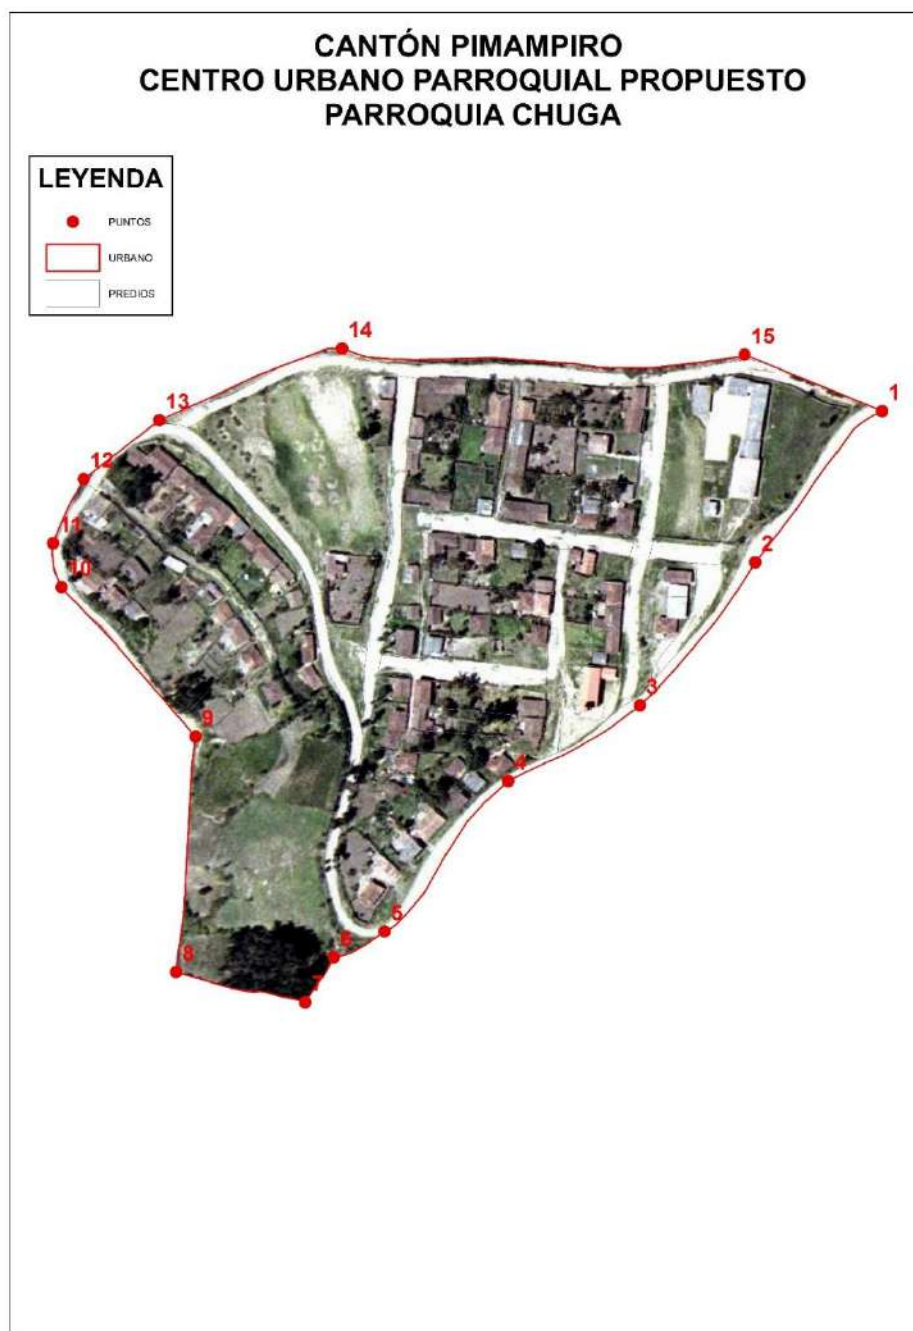 CANTÓN PIMAMPIRO
CENTRO URBANO PARROQUIAL PROPUESTO
PARROQUIA CHUGA
LEYENDA
PUNTOS
URBANO
PREDIOS
14
15
1
13
12
11
2
10
3
9
4
5
6
8
7